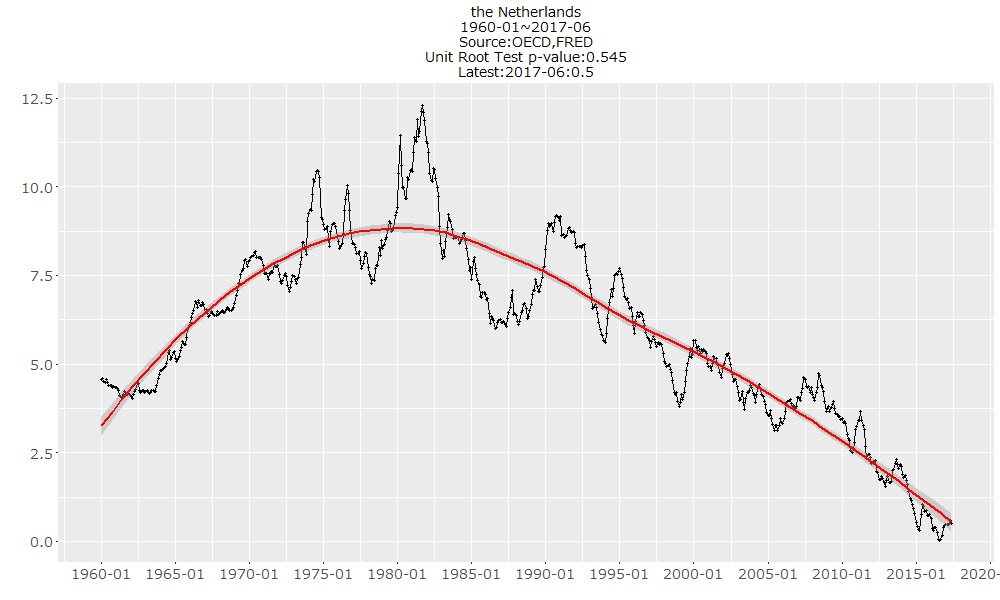 the Netherlands
1960-01~2017-06
Source:OECD,FRED
Unit Root Test p-value:0.545
Latest:2017-06:0.5
12.5
10.0
7.5
5.0
2.5
0.0
1960-01 1965-01 1970-01 1975-01 1980-01 1985-01 1990-01 1995-01 2000-01 2005-01 2010-01 2015-01 2020-